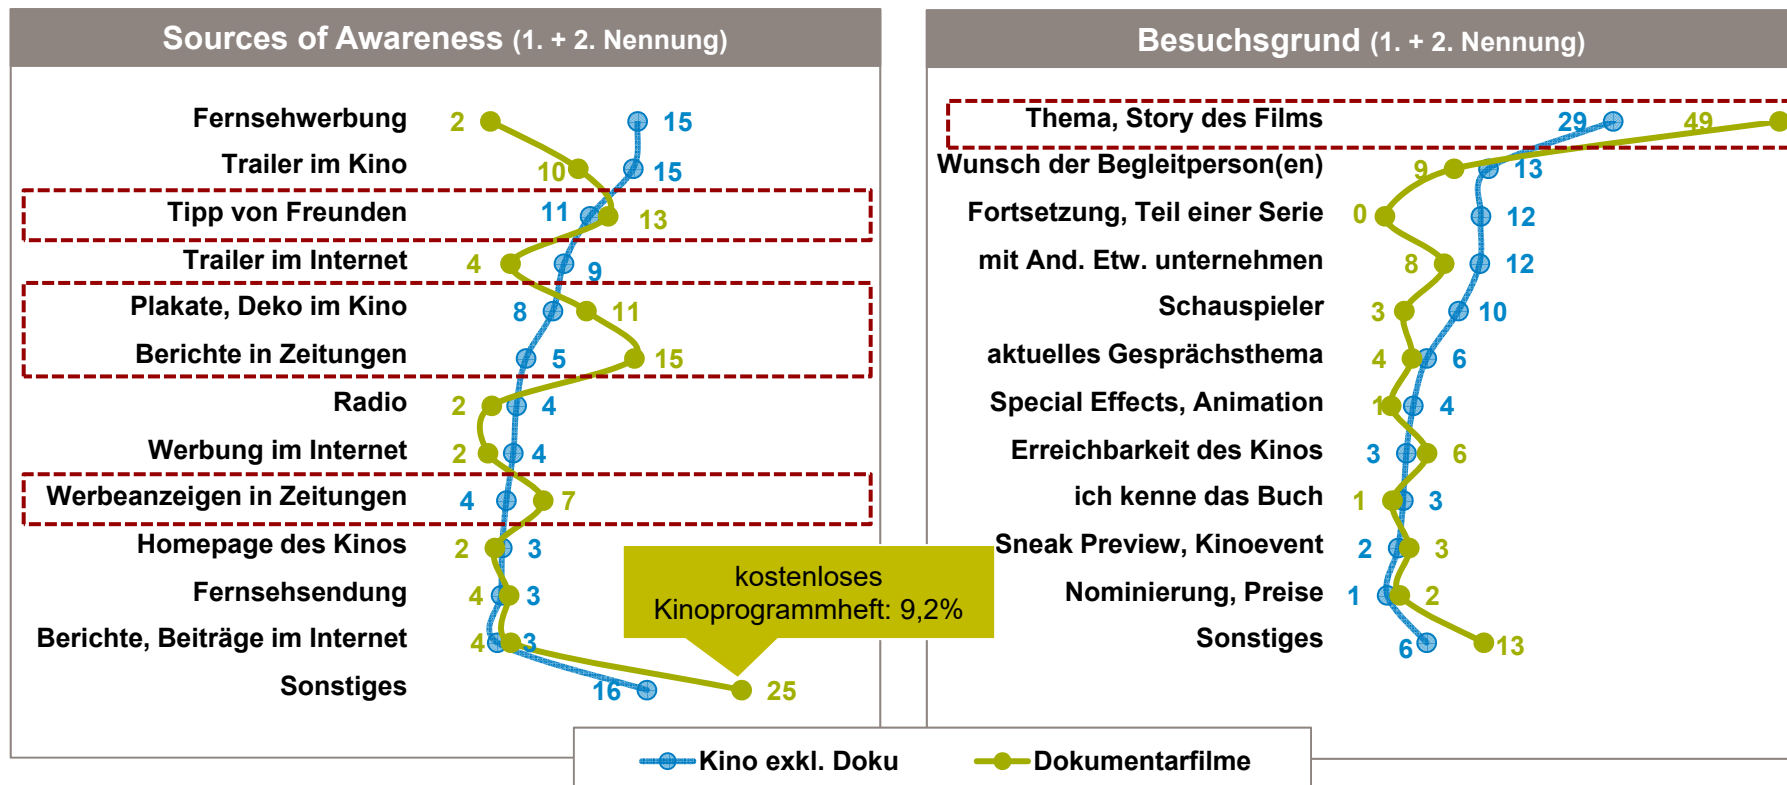 Sources of Awareness (1. + 2. Nennung)
Fernsehwerbung 2 15
Trailer im Kino 10 15
Tipp von Freunden 11 13
Trailer im Internet 4 9
Plakate, Deko im Kino 8 11
Berichte in Zeitungen 5 15
Radio 2 4
Werbung im Internet 2 4
Werbeanzeigen in Zeitungen 4 7
Homepage des Kinos 2 3
Fernsehsendung 4 3
Berichte, Beiträge im Internet 4 3
Sonstiges 16 25
kostenloses
Kinoprogrammheft: 9,2%
Besuchsgrund (1. + 2. Nennung)
Thema, Story des Films 29 49
Wunsch der Begleitperson(en) 9 13
Fortsetzung, Teil einer Serie 0 12
mit And. Etw. unternehmen 8 12
Schauspieler 3 10
aktuelles Gesprächsthema 4 6
Special Effects, Animation 1 4
Erreichbarkeit des Kinos 3 6
ich kenne das Buch 1 3
Sneak Preview, Kinoevent 2 3
Nominierung, Preise 1 2
Sonstiges 6 13
Kino exkl. Doku Dokumentarfilme